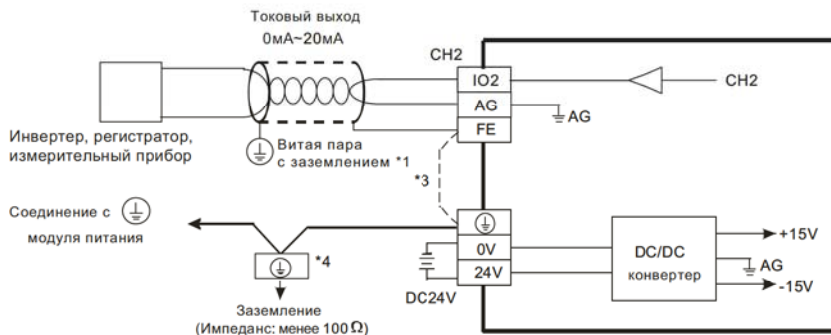 Токовый выход
0мА~20мА
CH2
IO2
CH2
AG
AG
FE
Инвертер, регистратор,
измерительный прибор
Витая пара
с заземлением *1
*3
Соединение с
модуля питания
*4
0V
24V
DC24V
DC/DC
конвертер
+15V
AG
-15V
Заземление
(Импеданс: менее 100Ω)